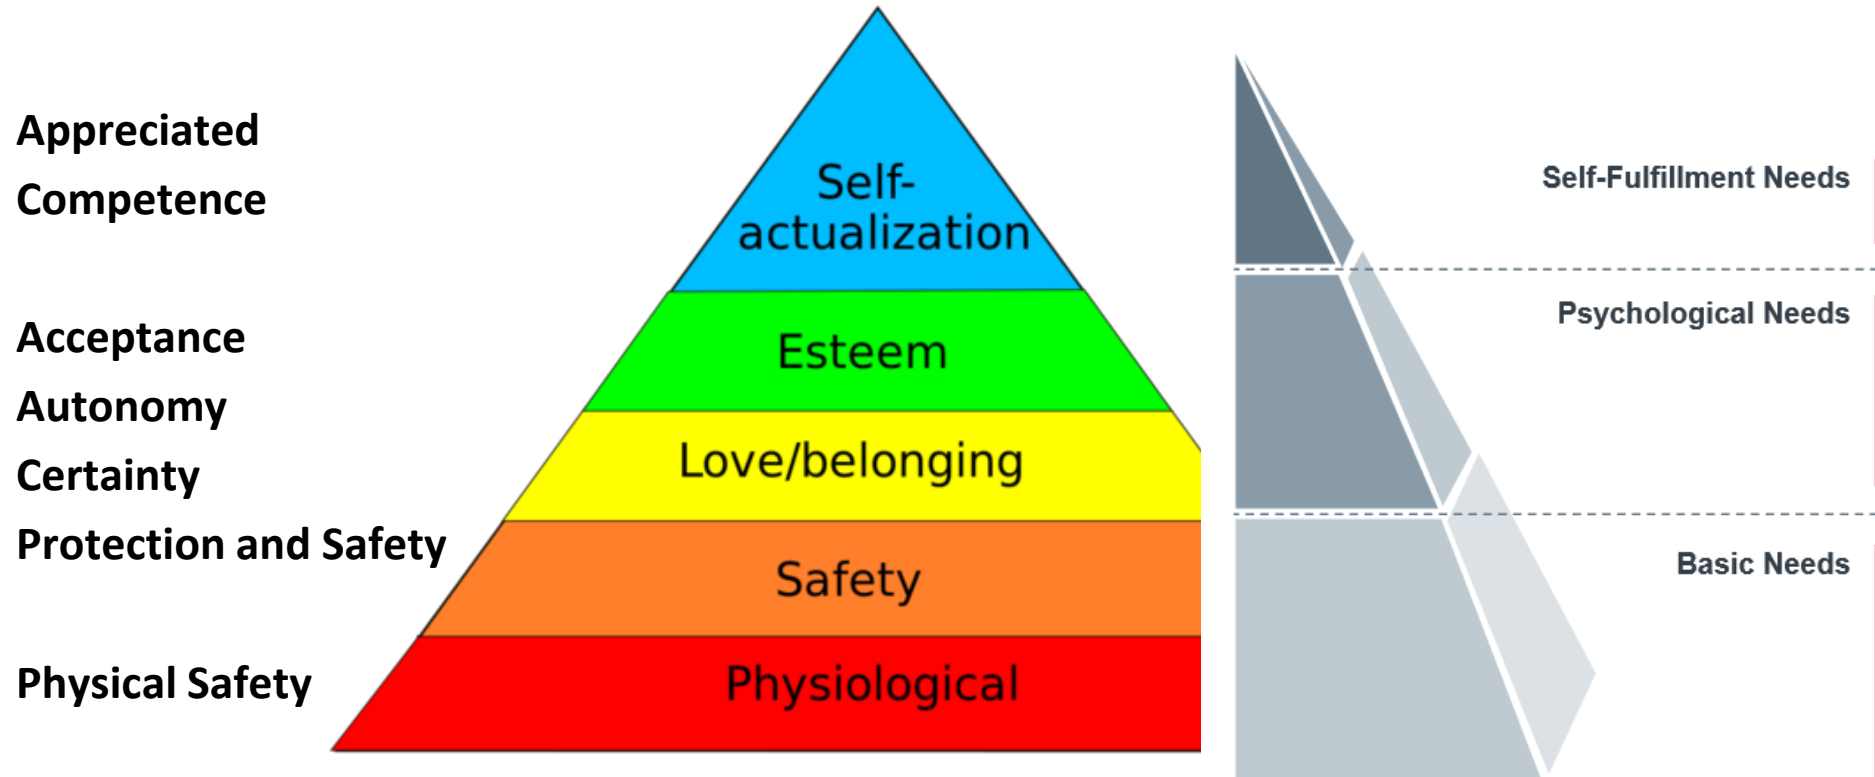 Appreciated
Competence
Acceptance
Autonomy
Certainty
Protection and Safety
Physical Safety
Self-
actualization
Esteem
Love/belonging
Safety
Physiological
Self-Fulfillment Needs
Psychological Needs
Basic Needs